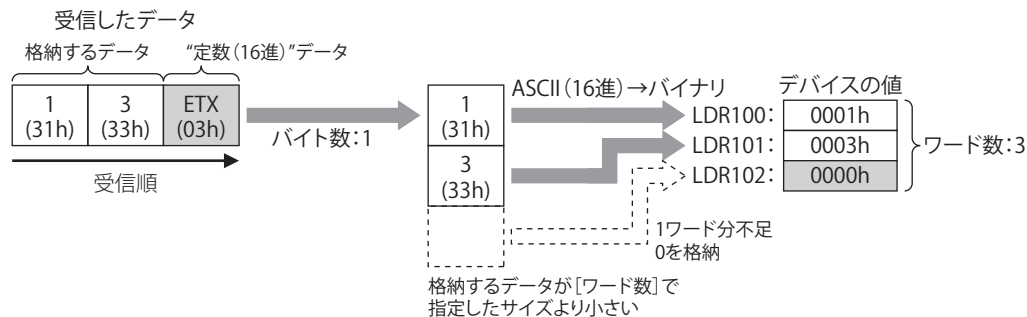 受信したデータ
格納するデータ “定数(16進)”データ
1
(31h)
3
(33h)
ETX
(03h)
受信順
バイト数:1
1
(31h)
3
(33h)
ASCII(16進)→バイナリ
デバイスの値
LDR100: 0001h
LDR101: 0003h
LDR102: 0000h
ワード数:3
1ワード分不足
0を格納
格納するデータが[ワード数]で
指定したサイズより小さい